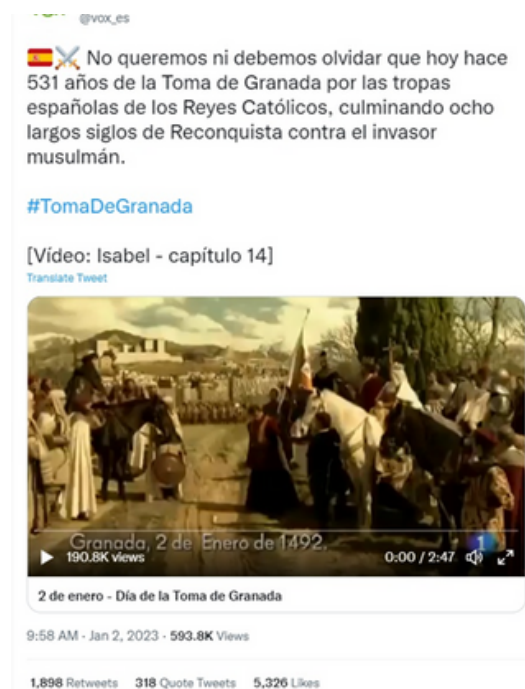 @vox_es
🇪🇸⚔️ No queremos ni debemos olvidar que hoy hace
531 años de la Toma de Granada por las tropas
españolas de los Reyes Católicos, culminando ocho
largos siglos de Reconquista contra el invasor
musulmán.
#TomaDeGranada
[Vídeo: Isabel - capítulo 14]
Translate Tweet
Granada, 2 de Enero de 1492.
190.8K views
0:00 / 2:47
1
2 de enero - Día de la Toma de Granada
9:58 AM · Jan 2, 2023 · 593.8K Views
1,898 Retweets 318 Quote Tweets 5,326 Likes